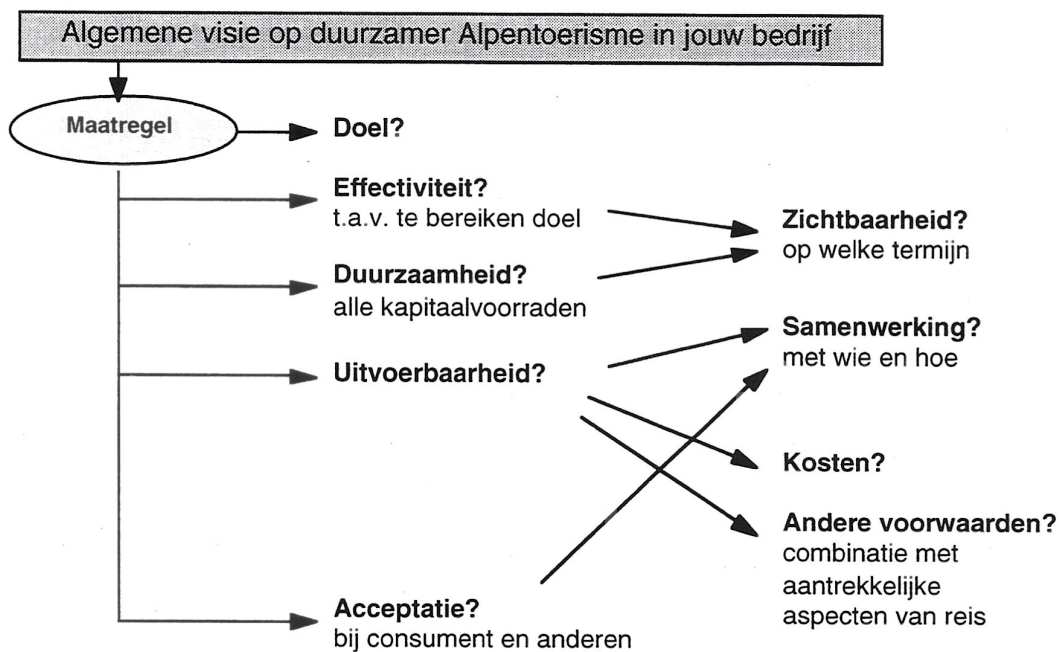 Algemene visie op duurzamer Alpentoerisme in jouw bedrijf
Maatregel
Doel?
Effectiviteit?
t.a.v. te bereiken doel
Duurzaamheid?
alle kapitaalvoorraden
Uitvoerbaarheid?
Acceptatie?
bij consument en anderen
Zichtbaarheid?
op welke termijn
Samenwerking?
met wie en hoe
Kosten?
Andere voorwaarden?
combinatie met
aantrekkelijke
aspecten van reis